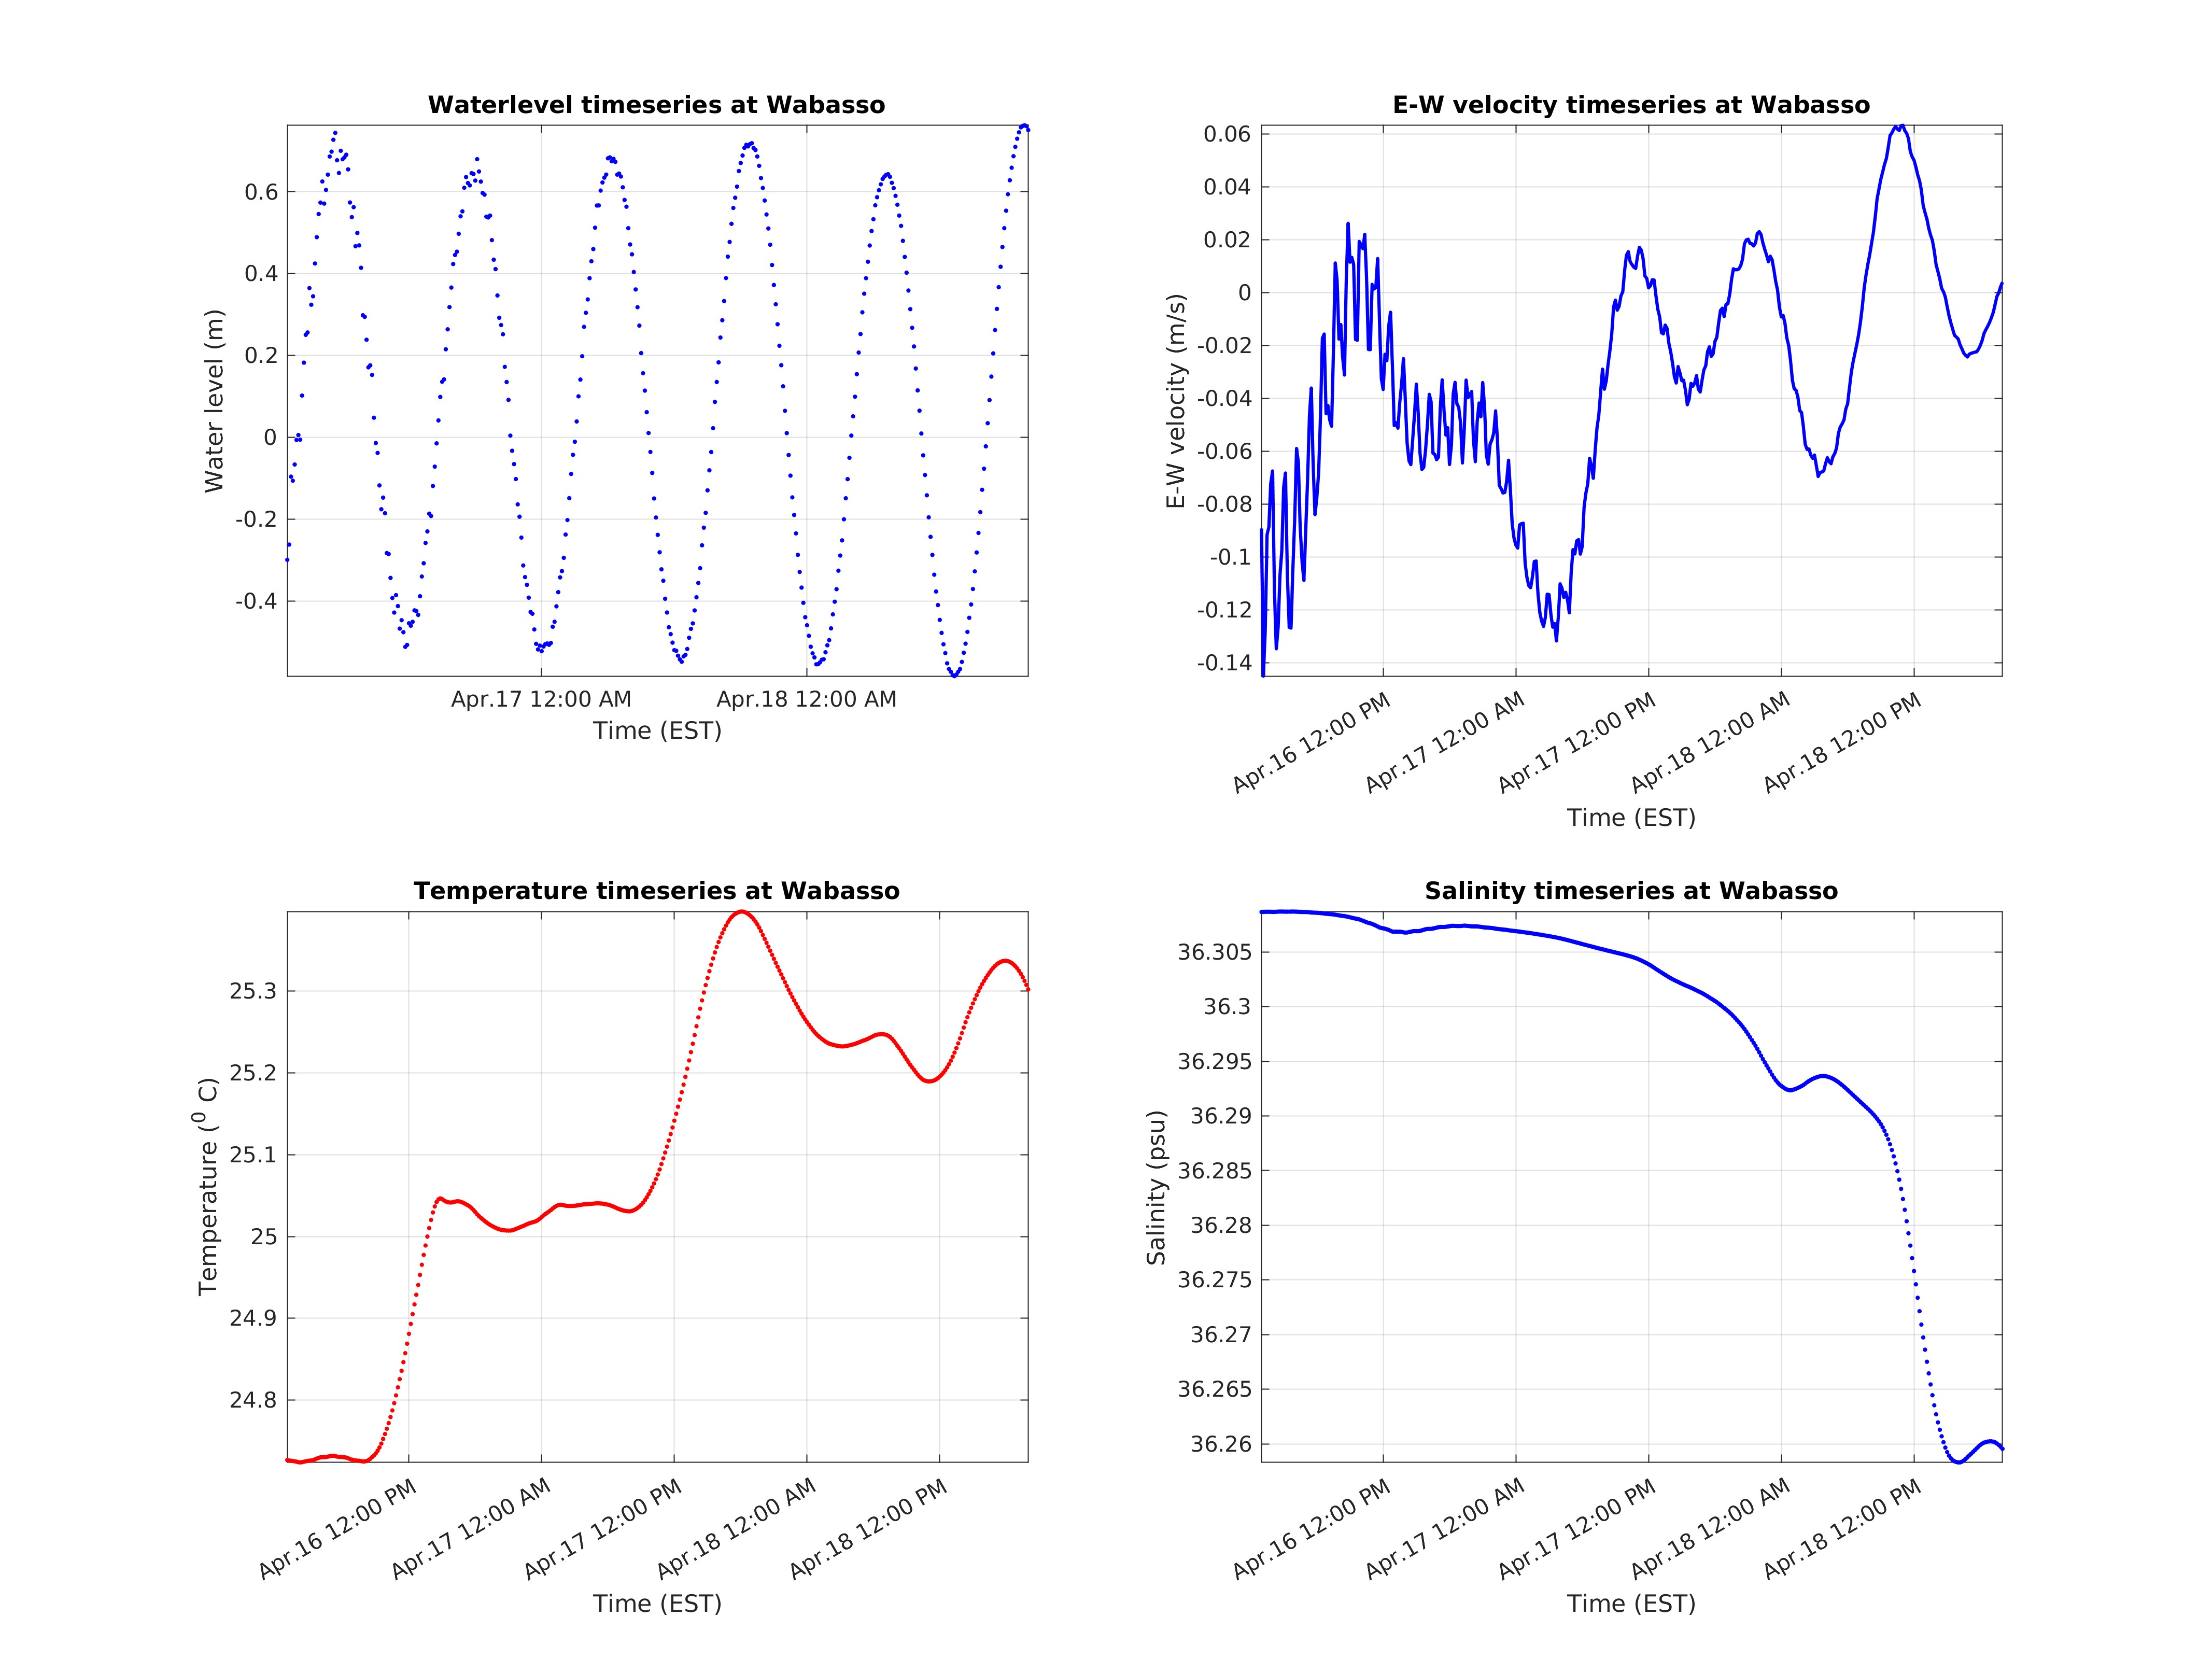 Waterlevel timeseries at Wabasso
0.6
0.4
0.2
0
-0.2
-0.4
Water level (m)
Apr.17 12:00 AM
Apr.18 12:00 AM
Time (EST)
E-W velocity timeseries at Wabasso
0.06
0.04
0.02
0
-0.02
-0.04
-0.06
-0.08
-0.1
-0.12
-0.14
E-W velocity (m/s)
Apr.16 12:00 PM
Apr.17 12:00 AM
Apr.17 12:00 PM
Apr.18 12:00 AM
Apr.18 12:00 PM
Time (EST)
Temperature timeseries at Wabasso
25.3
25.2
25.1
25
24.9
24.8
Temperature (⁰ C)
Apr.16 12:00 PM
Apr.17 12:00 AM
Apr.17 12:00 PM
Apr.18 12:00 AM
Apr.18 12:00 PM
Time (EST)
Salinity timeseries at Wabasso
36.305
36.3
36.295
36.29
36.285
36.28
36.275
36.27
36.265
36.26
Salinity (psu)
Apr.16 12:00 PM
Apr.17 12:00 AM
Apr.17 12:00 PM
Apr.18 12:00 AM
Apr.18 12:00 PM
Time (EST)